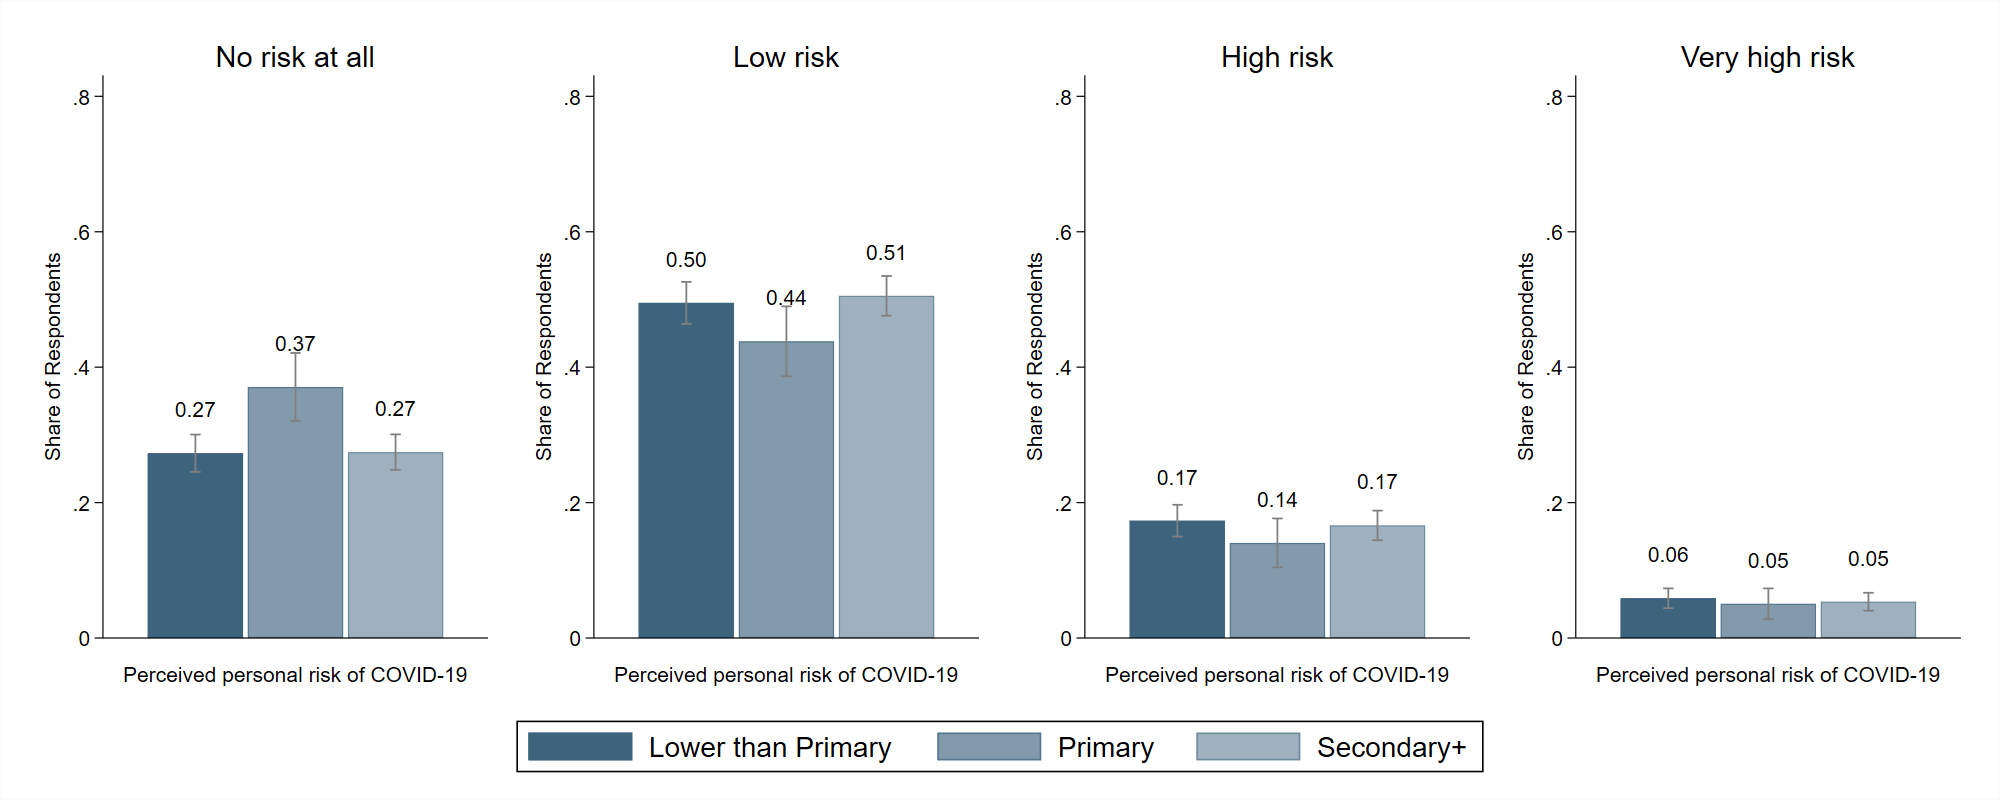 No risk at all
.8
.6
.4
.2
0
Share of Respondents
0.27
0.37
0.27
Perceived personal risk of COVID-19
Low risk
.8
.6
.4
.2
0
Share of Respondents
0.50
0.44
0.51
Perceived personal risk of COVID-19
High risk
.8
.6
.4
.2
0
Share of Respondents
0.17
0.14
0.17
Perceived personal risk of COVID-19
Very high risk
.8
.6
.4
.2
0
Share of Respondents
0.06
0.05
0.05
Perceived personal risk of COVID-19
Lower than Primary
Primary
Secondary+